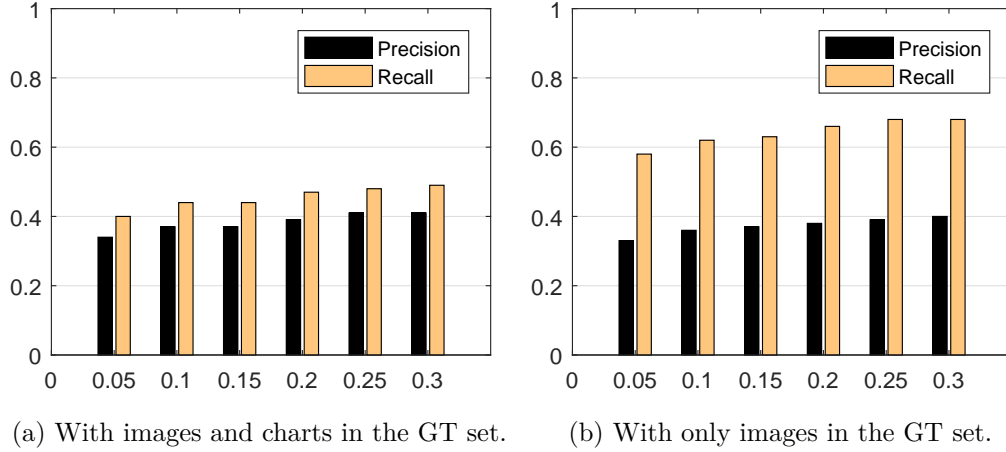 1
0.8
0.6
0.4
0.2
0
Precision
Recall
0 0.05 0.1 0.15 0.2 0.25 0.3
(a) With images and charts in the GT set.
1
0.8
0.6
0.4
0.2
0
Precision
Recall
0 0.05 0.1 0.15 0.2 0.25 0.3
(b) With only images in the GT set.